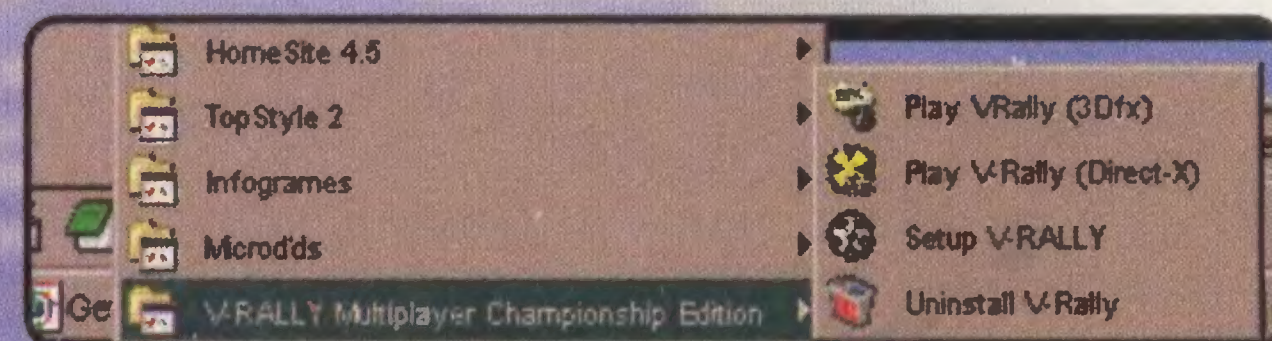 HomeSite 4.5
TopStyle 2
Infogrames
Microdds
V-RALLY Multiplayer Championship Edition
Play VRally (3Dfx)
Play V-Rally (Direct-X)
Setup V-RALLY
Uninstall V-Rally